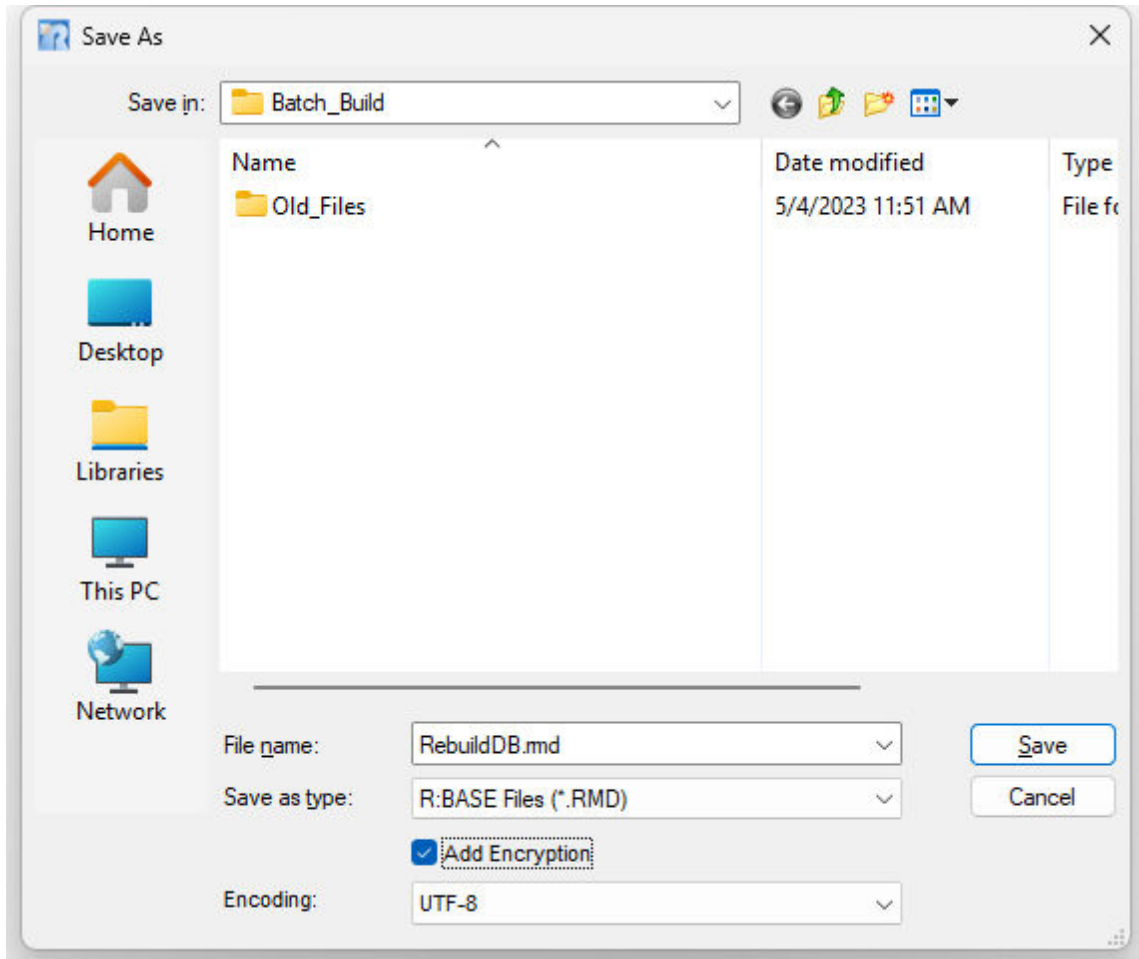 Save As
Save in:
Batch_Build
Name
Date modified
Type
Old_Files
5/4/2023 11:51 AM
File fo
Home
Desktop
Libraries
This PC
Network
File name:
RebuildDB.rmd
Save
Save as type:
R:BASE Files (*.RMD)
Cancel
Add Encryption
Encoding:
UTF-8